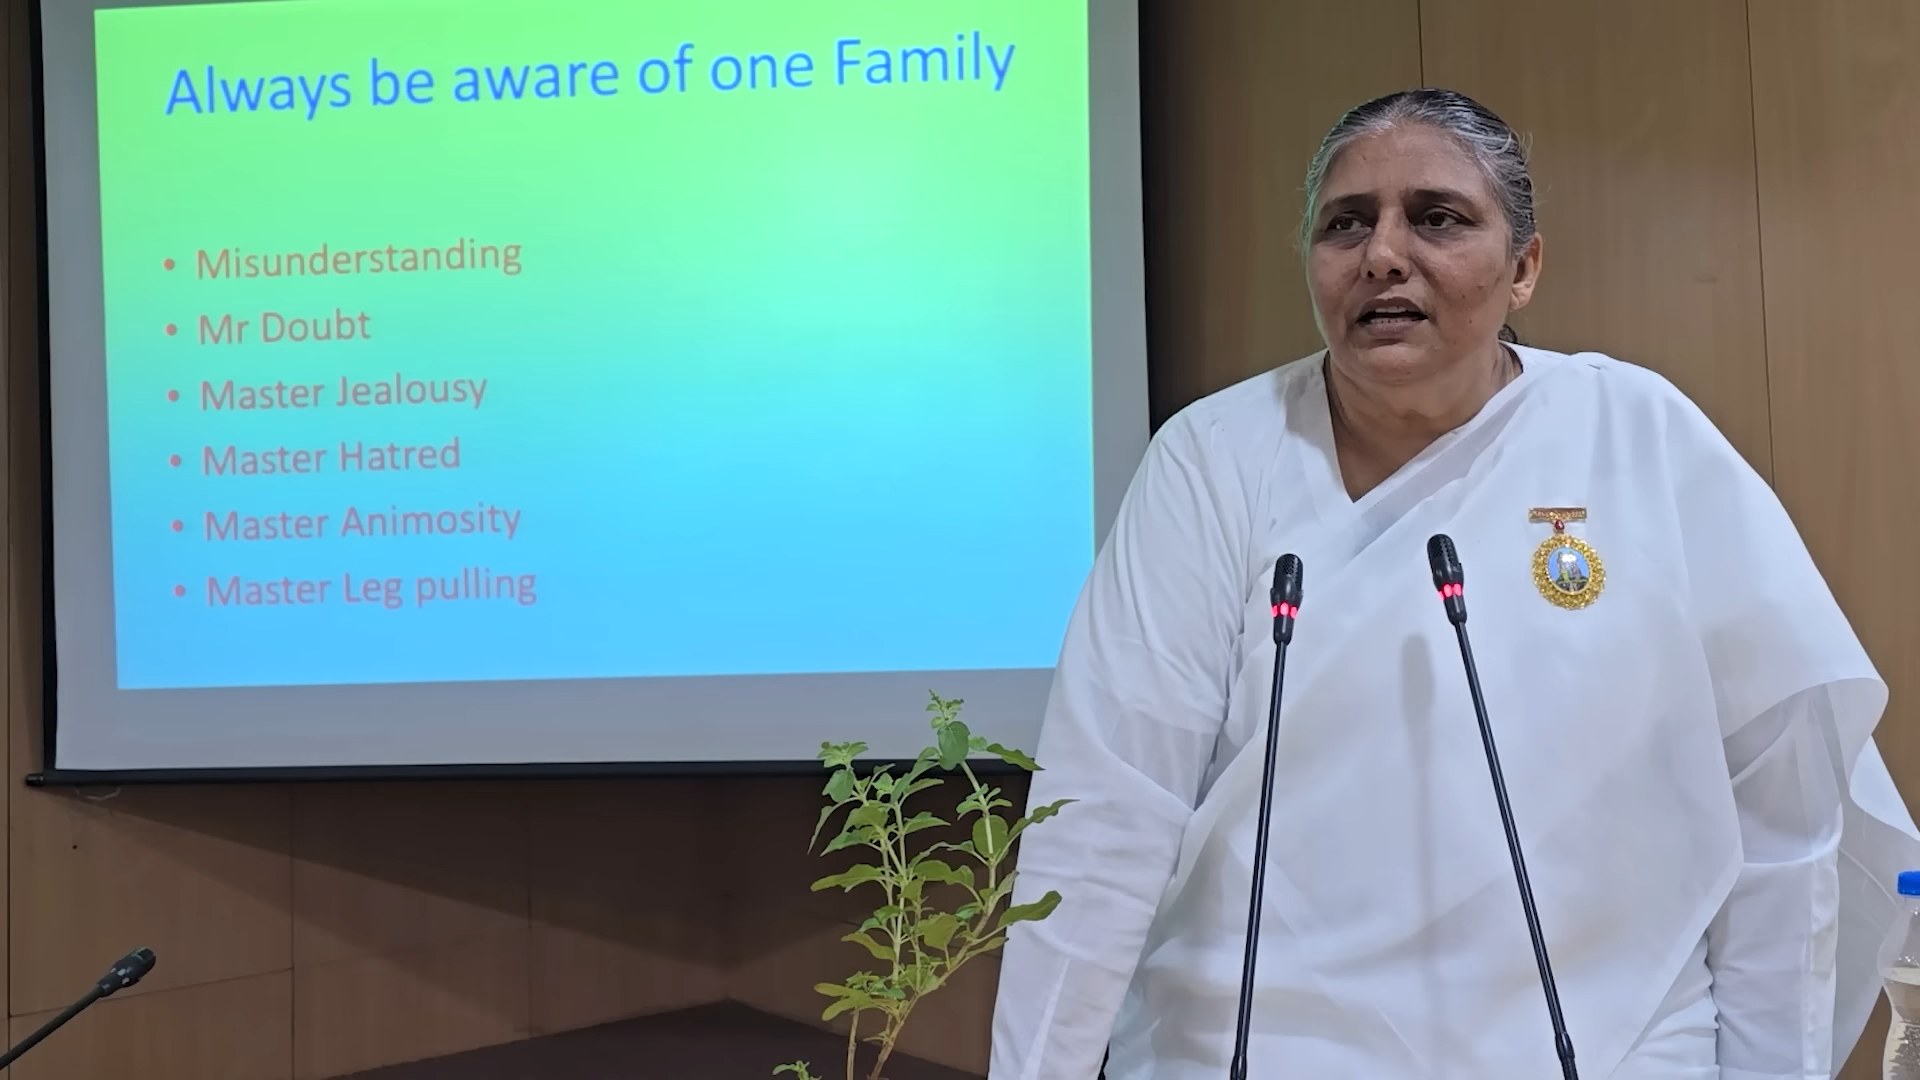 Always be aware of one Family
• Misunderstanding
• Mr Doubt
• Master Jealousy
• Master Hatred
• Master Animosity
• Master Leg pulling